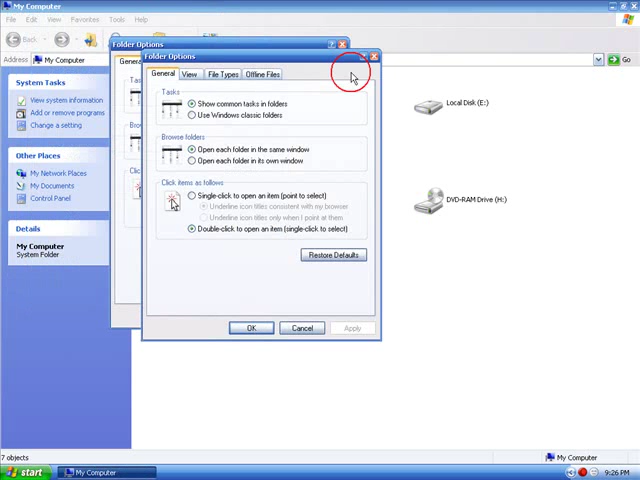 My Computer
File Edit View Favorites Tools Help
Back
Address My Computer Go
System Tasks
View system information
Add or remove programs
Change a setting
Other Places
My Network Places
My Documents
Control Panel
Details
My Computer
System Folder
Folder Options
Folder Options
General View File Types Offline Files
Tasks
Show common tasks in folders
Use Windows classic folders
Browse folders
Open each folder in the same window
Open each folder in its own window
Click items as follows
Single-click to open an item (point to select)
Underline icon titles consistent with my browser
Underline icon titles only when I point at them
Double-click to open an item (single-click to select)
Restore Defaults
OK Cancel Apply
Local Disk (E:)
DVD-RAM Drive (H:)
7 objects My Computer
start My Computer 9:26 PM